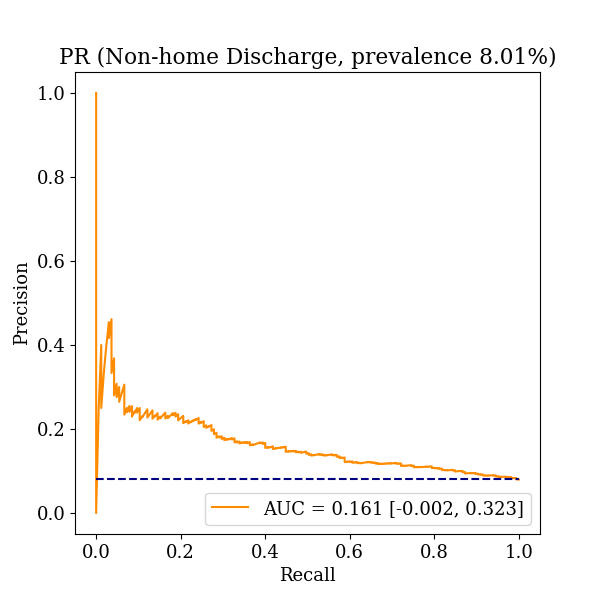 PR (Non-home Discharge, prevalence 8.01%)
1.0
0.8
0.6
0.4
0.2
0.0
Precision
AUC = 0.161 [-0.002, 0.323]
0.0 0.2 0.4 0.6 0.8 1.0
Recall